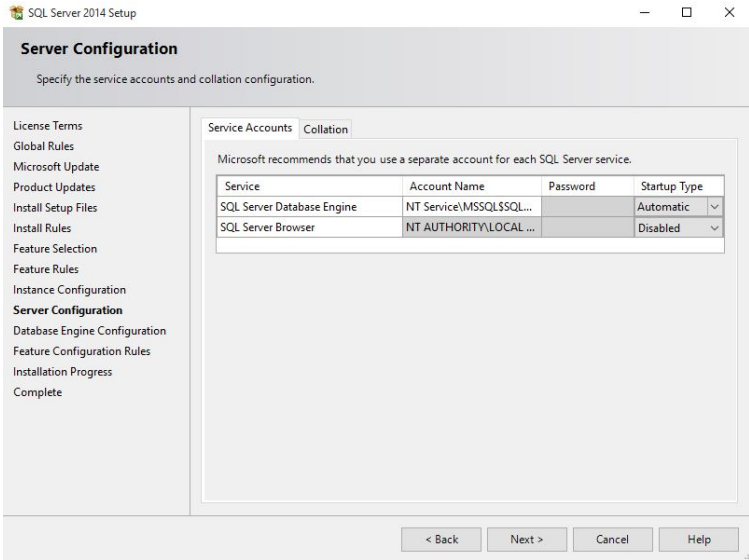 SQL Server 2014 Setup
Server Configuration
Specify the service accounts and collation configuration.
License Terms
Global Rules
Microsoft Update
Product Updates
Install Setup Files
Install Rules
Feature Selection
Feature Rules
Instance Configuration
Server Configuration
Database Engine Configuration
Feature Configuration Rules
Installation Progress
Complete
Service Accounts Collation
Microsoft recommends that you use a separate account for each SQL Server service.
Service Account Name Password Startup Type
SQL Server Database Engine NT Service\MSSQL$SQL... Automatic
SQL Server Browser NT AUTHORITY\LOCAL ... Disabled
< Back Next > Cancel Help